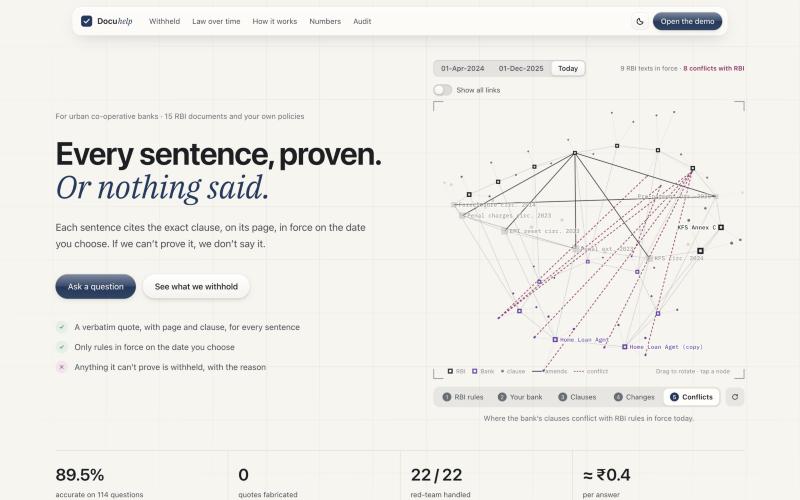 Docuhelp
Withheld
Law over time
How it works
Numbers
Audit
Open the demo
01-Apr-2024
01-Dec-2025
Today
9 RBI texts in force · 8 conflicts with RBI
Show all links
For urban co-operative banks · 15 RBI documents and your own policies
Every sentence, proven.
Or nothing said.
Each sentence cites the exact clause, on its page, in force on the date
you choose. If we can't prove it, we don't say it.
Ask a question
See what we withhold
A verbatim quote, with page and clause, for every sentence
Only rules in force on the date you choose
Anything it can't prove is withheld, with the reason
Foreclosure circ. 2014
Penal charges circ. 2023
EMI reset circ. 2023
Penal ext. 2023
KFS circ. 2024
KFS Annex C
Home Loan Agmt
Home Loan Agmt (copy)
RBI
Bank
clause
amends
conflict
Drag to rotate · tap a node
1 RBI rules
2 Your bank
3 Clauses
4 Changes
5 Conflicts
Where the bank's clauses conflict with RBI rules in force today.
89.5%
accurate on 114 questions
0
quotes fabricated
22 / 22
red-team handled
≈ ₹0.4
per answer